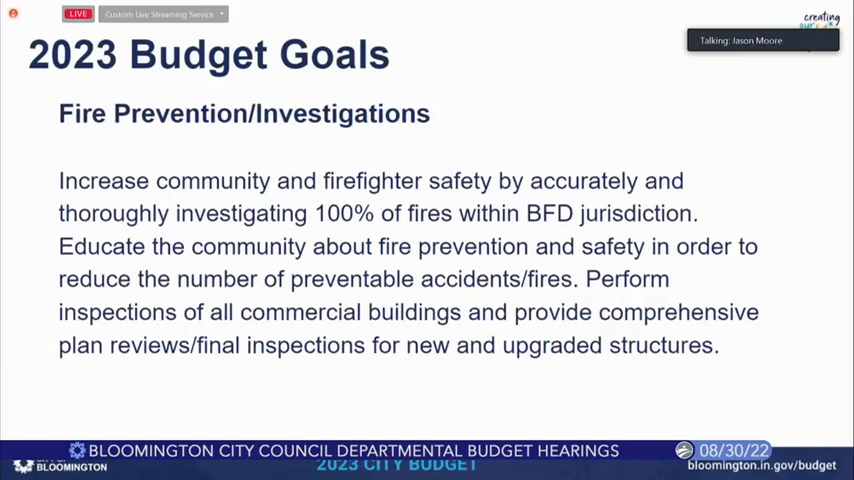 LIVE
Custom Live Streaming Service
creating
Talking: Jason Moore
2023 Budget Goals
Fire Prevention/Investigations
Increase community and firefighter safety by accurately and
thoroughly investigating 100% of fires within BFD jurisdiction.
Educate the community about fire prevention and safety in order to
reduce the number of preventable accidents/fires. Perform
inspections of all commercial buildings and provide comprehensive
plan reviews/final inspections for new and upgraded structures.
BLOOMINGTON CITY COUNCIL DEPARTMENTAL BUDGET HEARINGS
08/30/22
BLOOMINGTON
2023 CITY BUDGET
bloomington.in.gov/budget